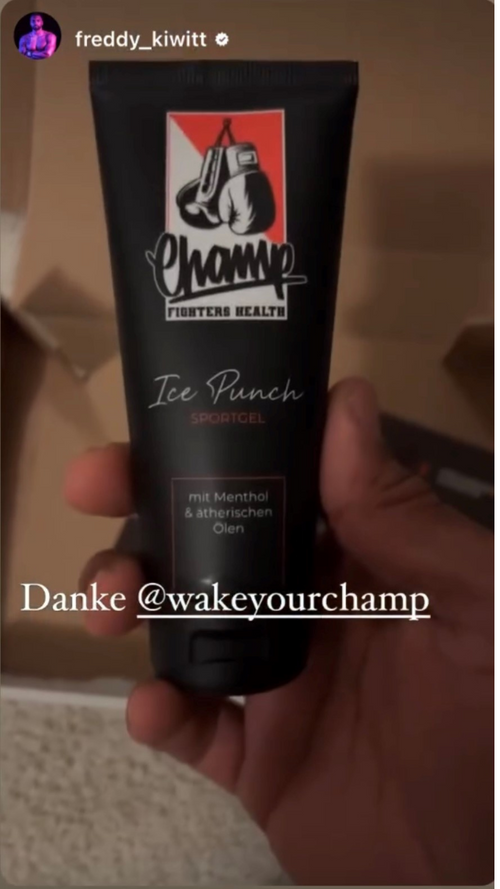 freddy_kiwitt
Champ
FIGHTERS HEALTH
Ice Punch
SPORTGEL
mit Menthol
& ätherischen
Ölen
Danke @wakeyourchamp